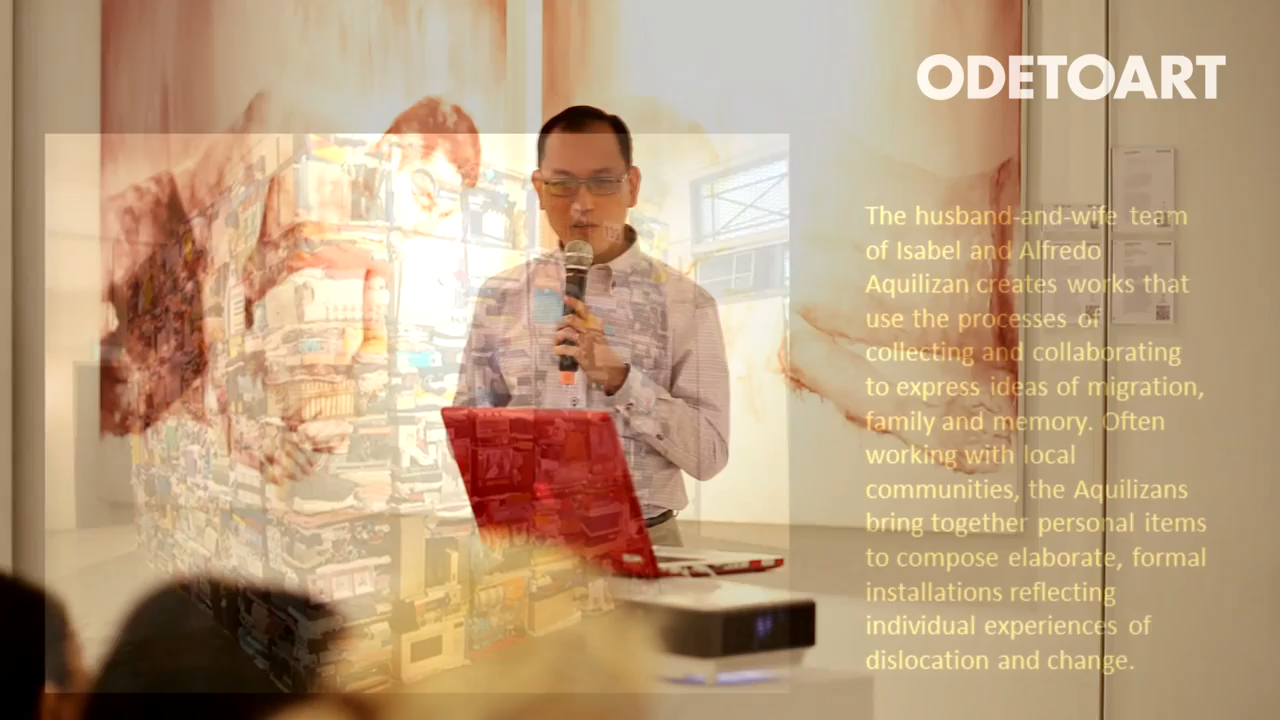 ODETOART
The husband-and-wife team
of Isabel and Alfredo
Aquilizan creates works that
use the processes of
collecting and collaborating
to express ideas of migration,
family and memory. Often
working with local
communities, the Aquilizans
bring together personal items
to compose elaborate, formal
installations reflecting
individual experiences of
dislocation and change.